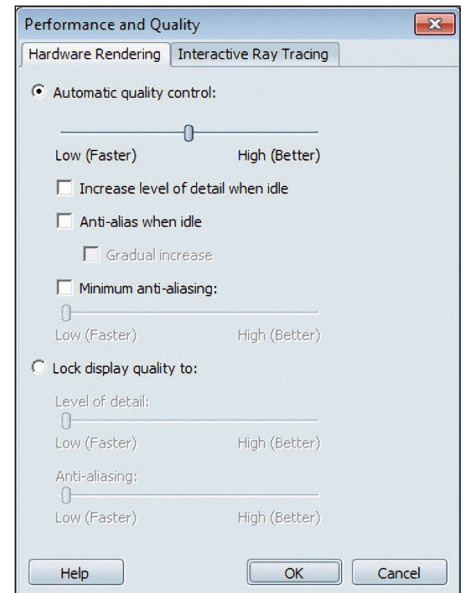 Performance and Quality
Hardware Rendering Interactive Ray Tracing
Automatic quality control:
Low (Faster) High (Better)
Increase level of detail when idle
Anti-alias when idle
Gradual increase
Minimum anti-aliasing:
Low (Faster) High (Better)
Lock display quality to:
Level of detail:
Low (Faster) High (Better)
Anti-aliasing:
Low (Faster) High (Better)
Help OK Cancel